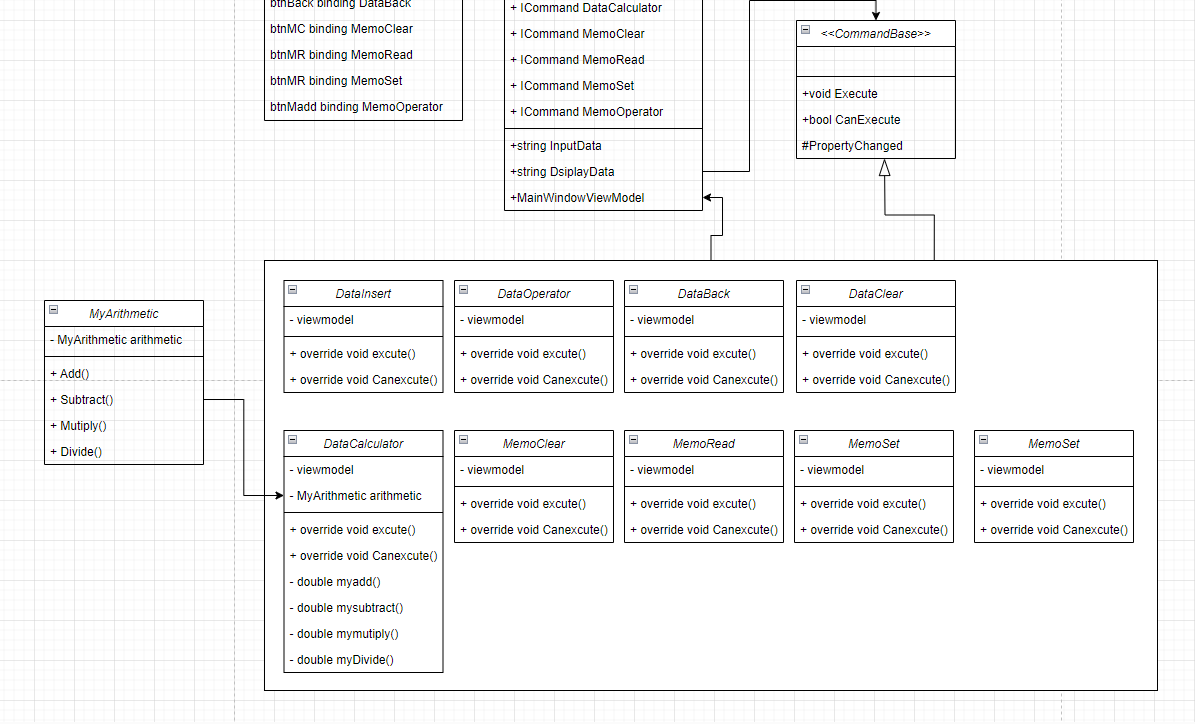 btnBack binding DataBack
btnMC binding MemoClear
btnMR binding MemoRead
btnMR binding MemoSet
btnMadd binding MemoOperator
+ ICommand DataCalculator
+ ICommand MemoClear
+ ICommand MemoRead
+ ICommand MemoSet
+ ICommand MemoOperator
+string InputData
+string DsiplayData
+MainWindowViewModel
<<CommandBase>>
+void Execute
+bool CanExecute
#PropertyChanged
MyArithmetic
- MyArithmetic arithmetic
+ Add()
+ Subtract()
+ Mutiply()
+ Divide()
DataInsert
- viewmodel
+ override void excute()
+ override void Canexcute()
DataOperator
- viewmodel
+ override void excute()
+ override void Canexcute()
DataBack
- viewmodel
+ override void excute()
+ override void Canexcute()
DataClear
- viewmodel
+ override void excute()
+ override void Canexcute()
DataCalculator
- viewmodel
- MyArithmetic arithmetic
+ override void excute()
+ override void Canexcute()
- double myadd()
- double mysubtract()
- double mymutiply()
- double myDivide()
MemoClear
- viewmodel
+ override void excute()
+ override void Canexcute()
MemoRead
- viewmodel
+ override void excute()
+ override void Canexcute()
MemoSet
- viewmodel
+ override void excute()
+ override void Canexcute()
MemoSet
- viewmodel
+ override void excute()
+ override void Canexcute()